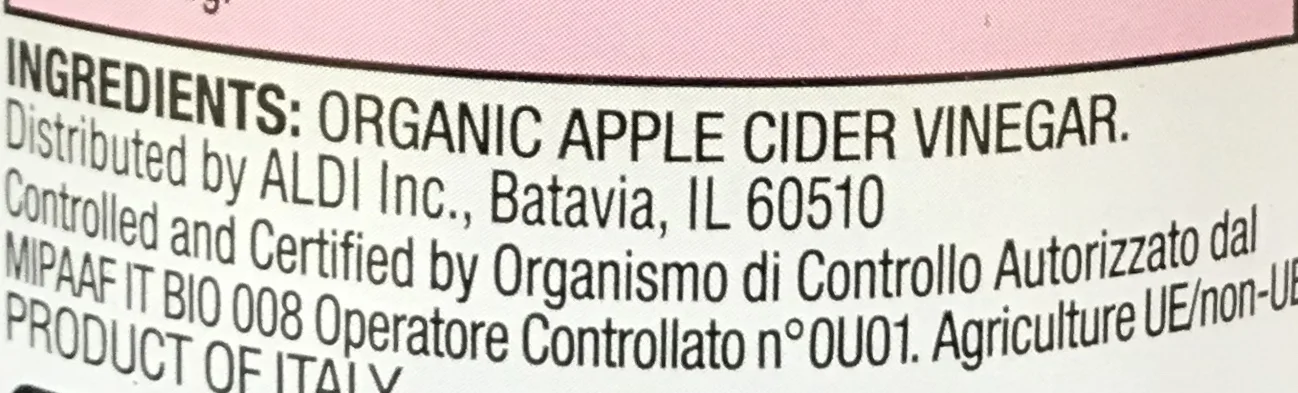 INGREDIENTS: ORGANIC APPLE CIDER VINEGAR.
Distributed by ALDI Inc., Batavia, IL 60510
Controlled and Certified by Organismo di Controllo Autorizzato dal
MIPAAF IT BIO 008 Operatore Controllato n°0U01. Agriculture UE/non-UE
PRODUCT OF ITALY